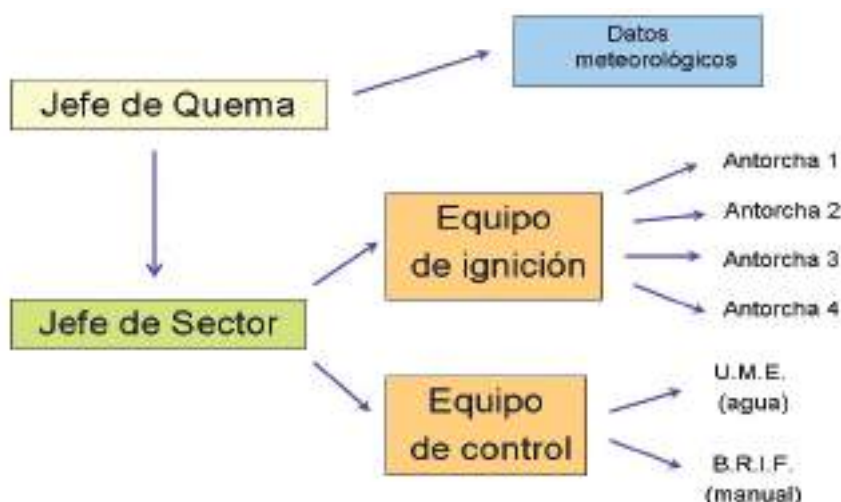 Datos
meteorológicos
Jefe de Quema
Antorcha 1
Equipo
de ignición
Antorcha 2
Antorcha 3
Antorcha 4
Jefe de Sector
Equipo
de control
U.M.E.
(agua)
B.R.I.F.
(manual)